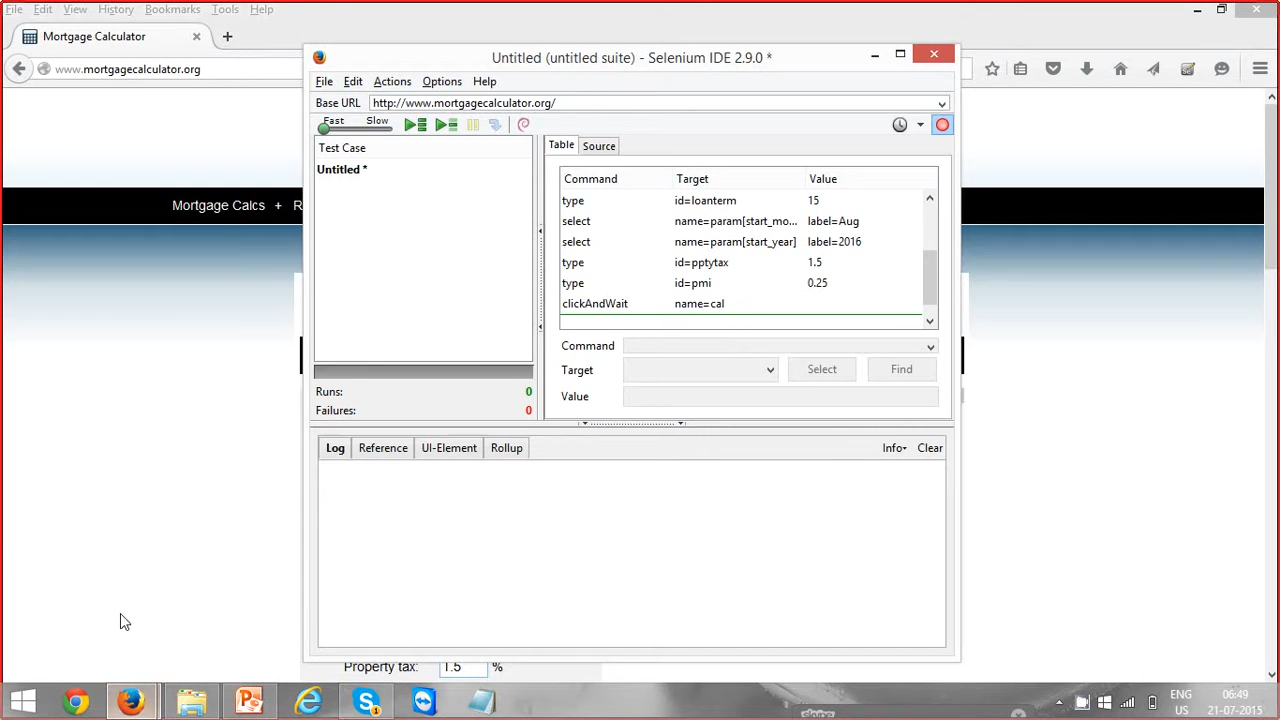 File Edit View History Bookmarks Tools Help
Mortgage Calculator
www.mortgagecalculator.org
Untitled (untitled suite) - Selenium IDE 2.9.0 *
File Edit Actions Options Help
Base URL http://www.mortgagecalculator.org/
Fast Slow
Test Case
Untitled *
Runs: 0
Failures: 0
Table Source
Command Target Value
type id=loanterm 15
select name=param[start_mo... label=Aug
select name=param[start_year] label=2016
type id=pptytax 1.5
type id=pmi 0.25
clickAndWait name=cal
Command
Target Select Find
Value
Log Reference UI-Element Rollup Info Clear
Mortgage Calcs + R
Property tax: 1.5 %
ENG 06:49
US 21-07-2015